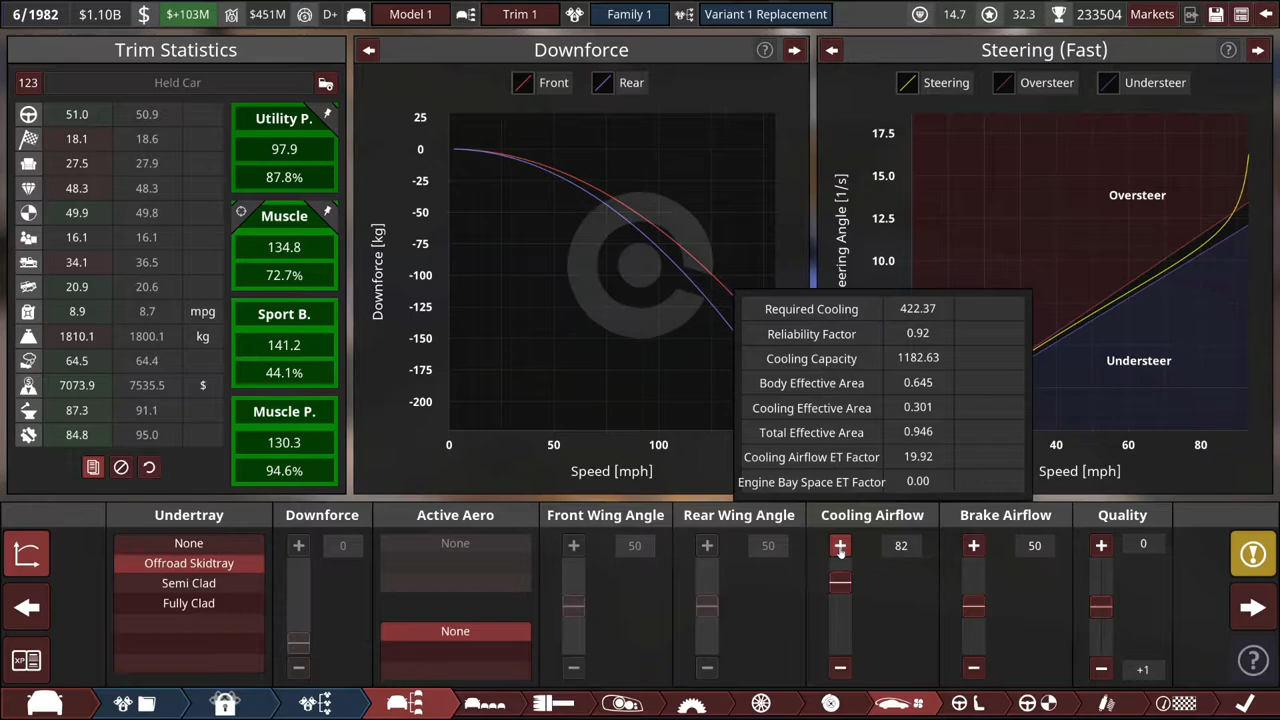 6/1982 $1.10B $+103M $451M D+ Model 1 Trim 1 Family 1 Variant 1 Replacement 14.7 32.3 233504 Markets
Trim Statistics
123 Held Car
51.0 50.9
18.1 18.6
27.5 27.9
48.3 48.3
49.9 49.8
16.1 16.1
34.1 36.5
20.9 20.6
8.9 8.7 mpg
1810.1 1800.1 kg
64.5 64.4
7073.9 7535.5 $
87.3 91.1
84.8 95.0
Utility P.
97.9
87.8%
Muscle
134.8
72.7%
Sport B.
141.2
44.1%
Muscle P.
130.3
94.6%
Downforce
?
Front Rear
25
0
-25
-50
-75
-100
-125
-150
-175
-200
Downforce [kg]
0 50 100
Speed [mph]
Steering (Fast)
?
Steering Oversteer Understeer
17.5
15.0
12.5
10.0
Steering Angle [1/s]
Oversteer
Understeer
40 60 80
Speed [mph]
Required Cooling 422.37
Reliability Factor 0.92
Cooling Capacity 1182.63
Body Effective Area 0.645
Cooling Effective Area 0.301
Total Effective Area 0.946
Cooling Airflow ET Factor 19.92
Engine Bay Space ET Factor 0.00
Undertray
None
Offroad Skidtray
Semi Clad
Fully Clad
Downforce
+ 0
−
Active Aero
None
None
Front Wing Angle
+ 50
−
Rear Wing Angle
+ 50
−
Cooling Airflow
+ 82
−
Brake Airflow
+ 50
−
Quality
+ 0
− +1
XP
?